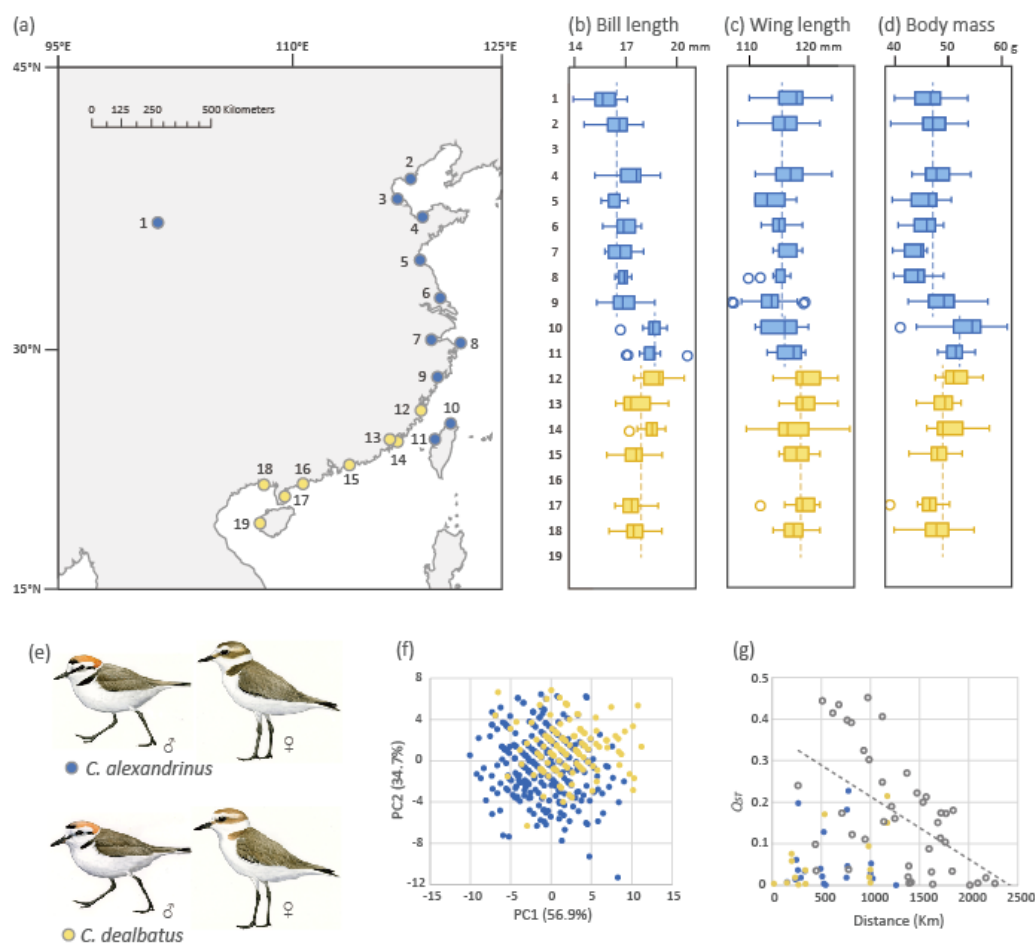 (a)
95°E 110°E 125°E
45°N
30°N
15°N
0 125 250 500 Kilometers
1
2
3
4
5
6
7
8
9
10
11
12
13
14
15
16
17
18
19
(b) Bill length
14 17 20 mm
(c) Wing length
110 120 mm
(d) Body mass
40 50 60 g
1
2
3
4
5
6
7
8
9
10
11
12
13
14
15
16
17
18
19
(e)
♂ ♀
C. alexandrinus
♂ ♀
C. dealbatus
(f)
PC2 (34.7%)
8
4
0
-4
-8
-12
-15 -10 -5 0 5 10 15
PC1 (56.9%)
(g)
QST
0.5
0.4
0.3
0.2
0.1
0
0 500 1000 1500 2000 2500
Distance (Km)